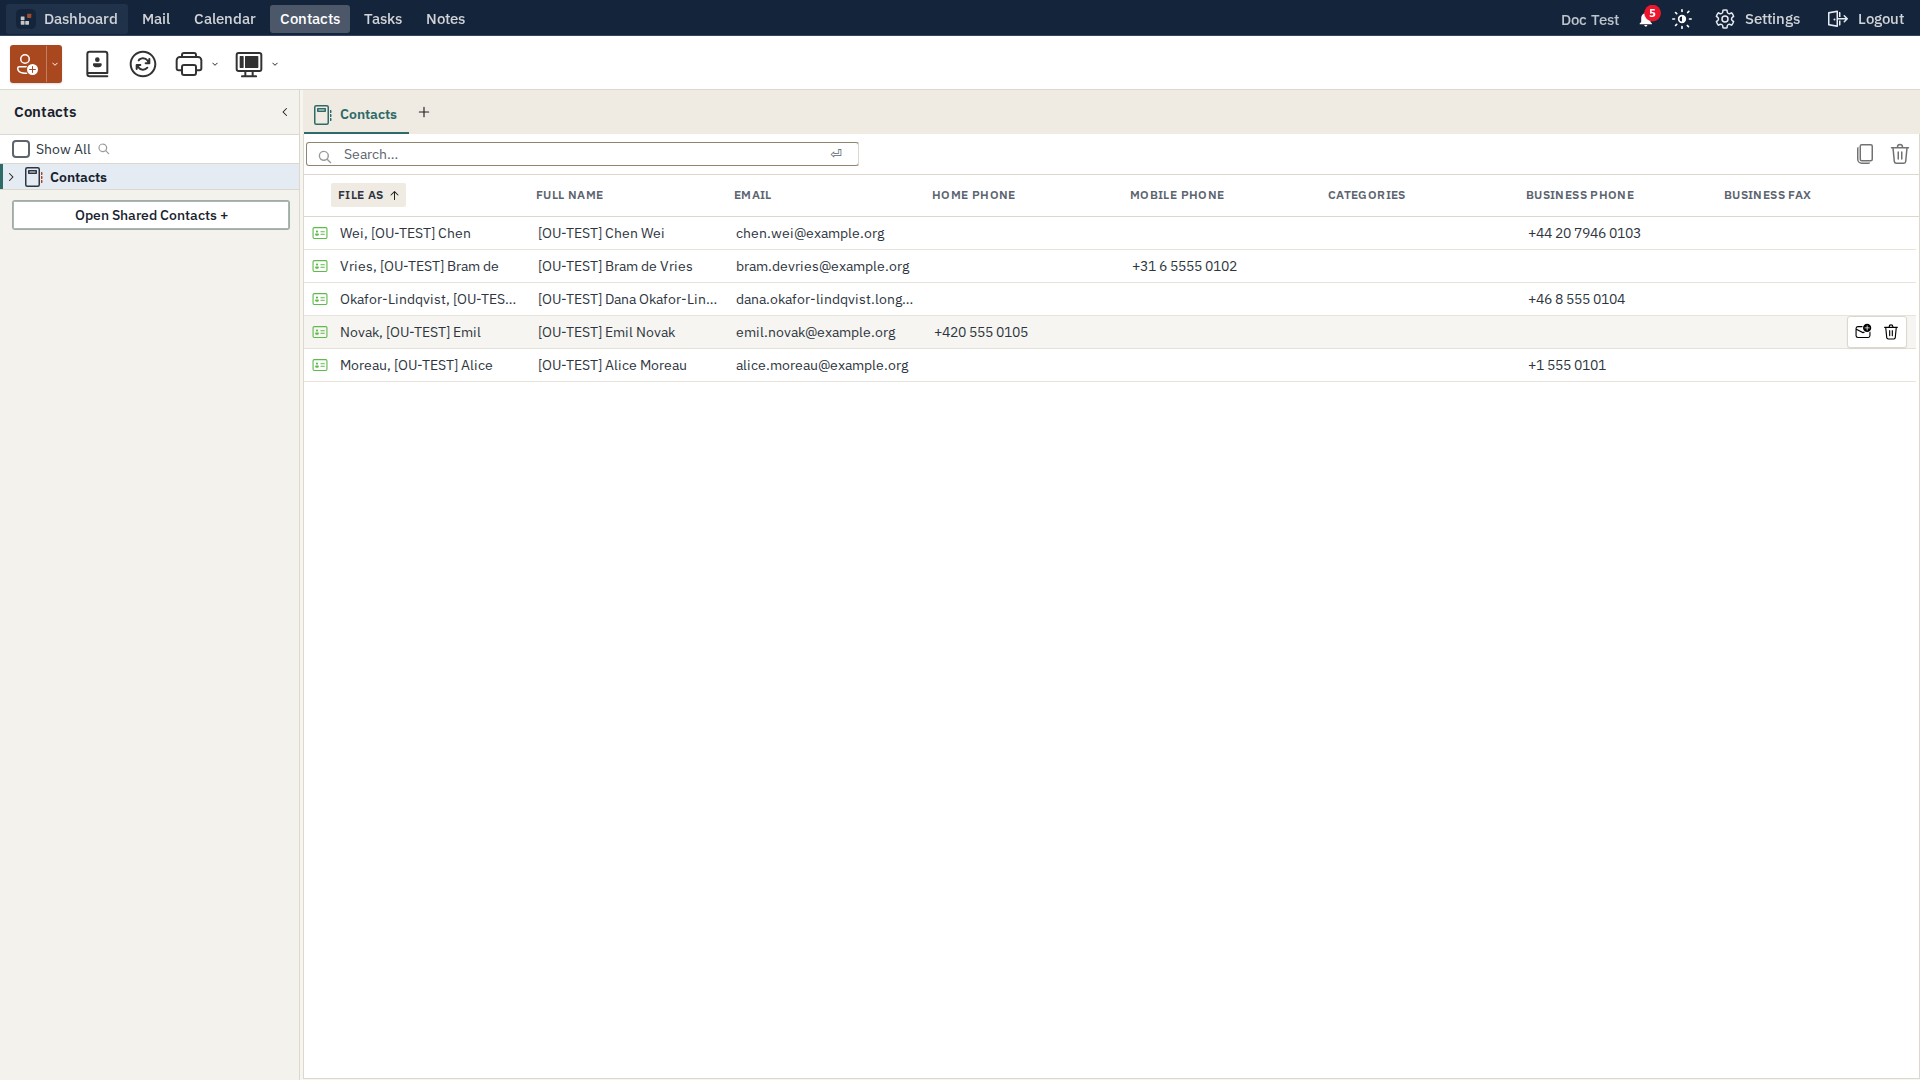 Dashboard Mail Calendar Contacts Tasks Notes Doc Test 5 Settings Logout
Contacts
Contacts
Show All
Search...
Contacts
Open Shared Contacts +
FILE AS FULL NAME EMAIL HOME PHONE MOBILE PHONE CATEGORIES BUSINESS PHONE BUSINESS FAX
Wei, [OU-TEST] Chen [OU-TEST] Chen Wei chen.wei@example.org +44 20 7946 0103
Vries, [OU-TEST] Bram de [OU-TEST] Bram de Vries bram.devries@example.org +31 6 5555 0102
Okafor-Lindqvist, [OU-TES... [OU-TEST] Dana Okafor-Lin... dana.okafor-lindqvist.long... +46 8 555 0104
Novak, [OU-TEST] Emil [OU-TEST] Emil Novak emil.novak@example.org +420 555 0105
Moreau, [OU-TEST] Alice [OU-TEST] Alice Moreau alice.moreau@example.org +1 555 0101